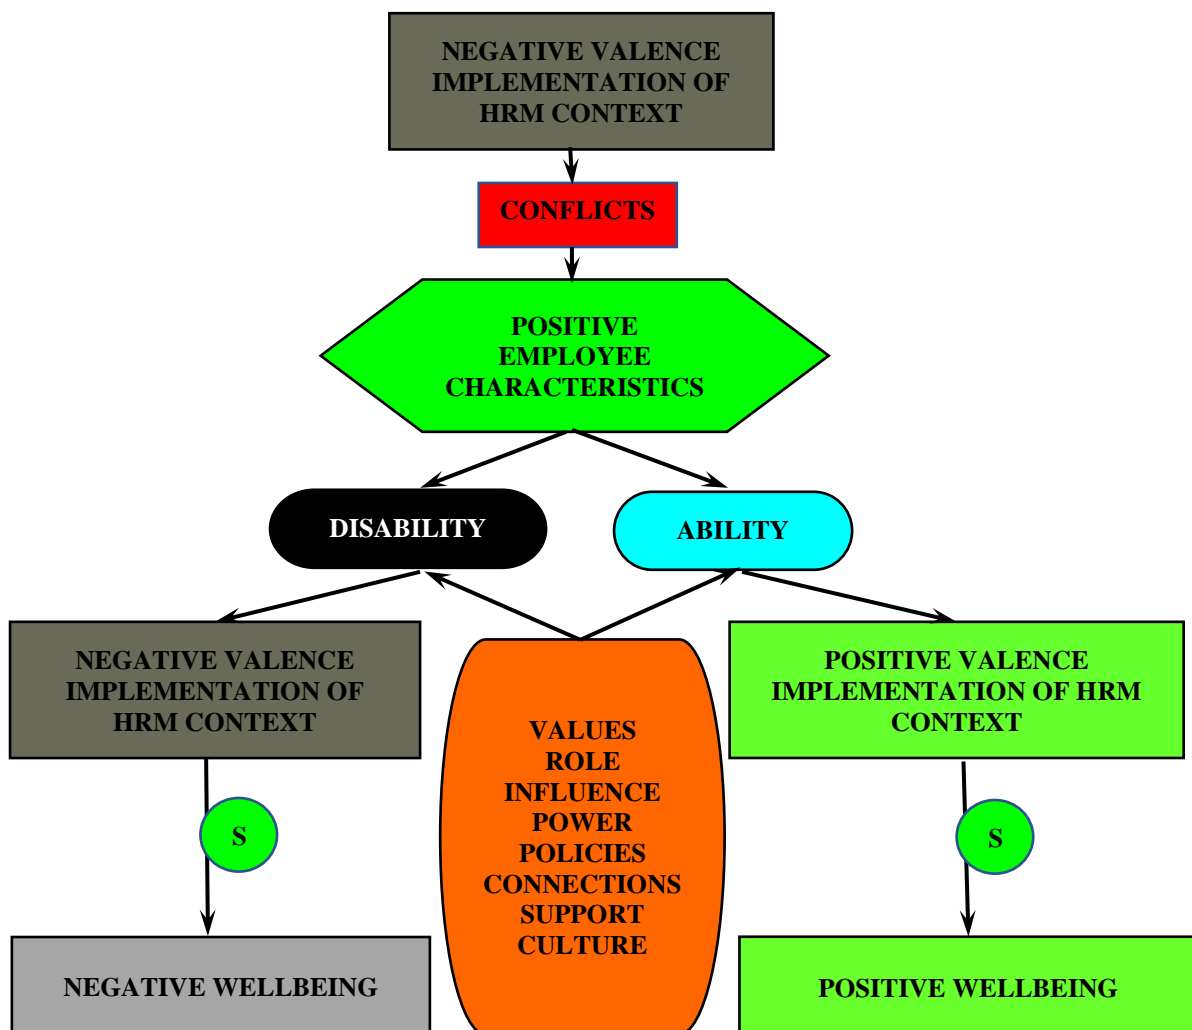 NEGATIVE VALENCE
IMPLEMENTATION OF
HRM CONTEXT
CONFLICTS
POSITIVE
EMPLOYEE
CHARACTERISTICS
DISABILITY
ABILITY
NEGATIVE VALENCE
IMPLEMENTATION OF
HRM CONTEXT
VALUES
ROLE
INFLUENCE
POWER
POLICIES
CONNECTIONS
SUPPORT
CULTURE
POSITIVE VALENCE
IMPLEMENTATION OF HRM
CONTEXT
S
S
NEGATIVE WELLBEING
POSITIVE WELLBEING